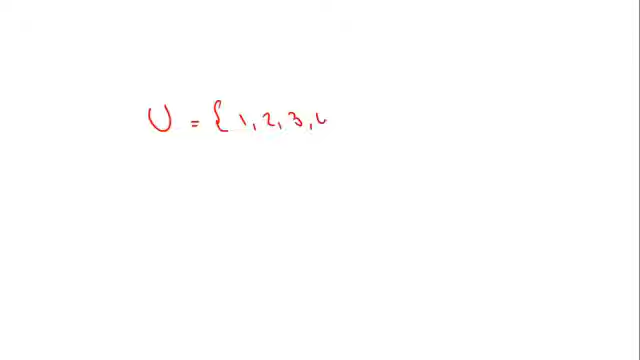 U = { 1, 2, 3,